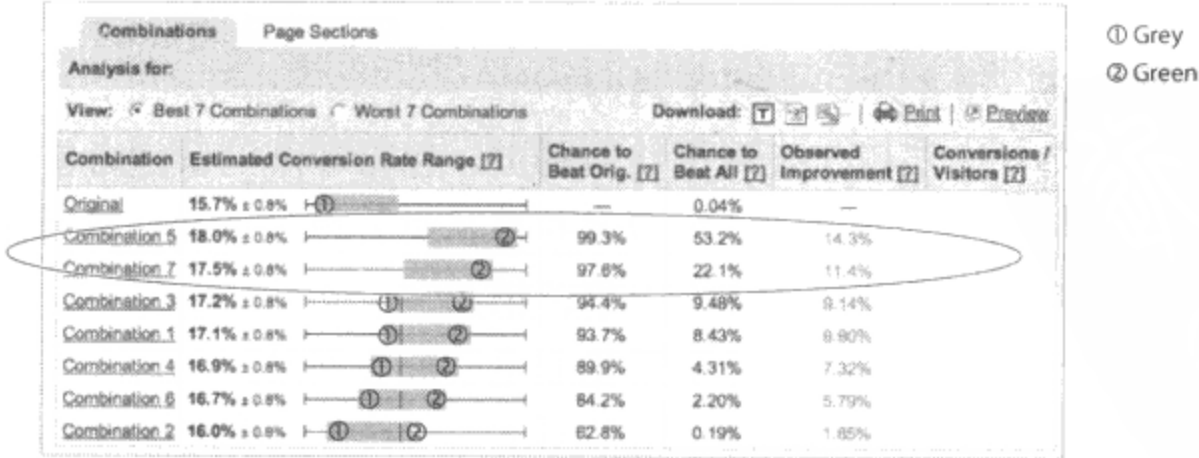 Combinations Page Sections
① Grey
② Green
Analysis for:
View: Best 7 Combinations Worst 7 Combinations Download: T | Print | Preview
Combination Estimated Conversion Rate Range [?] Chance to Beat Orig. [?] Chance to Beat All [?] Observed Improvement [?] Conversions / Visitors [?]
Original 15.7% ± 0.8% ① — 0.04% —
Combination 5 18.0% ± 0.8% ② 99.3% 53.2% 14.3%
Combination 7 17.5% ± 0.8% ② 97.6% 22.1% 11.4%
Combination 3 17.2% ± 0.8% ① ② 94.4% 9.48% 9.14%
Combination 1 17.1% ± 0.8% ① ② 93.7% 8.43% 8.80%
Combination 4 16.9% ± 0.8% ① ② 89.9% 4.31% 7.32%
Combination 6 16.7% ± 0.8% ① ② 84.2% 2.20% 5.79%
Combination 2 16.0% ± 0.8% ① ② 62.8% 0.19% 1.85%